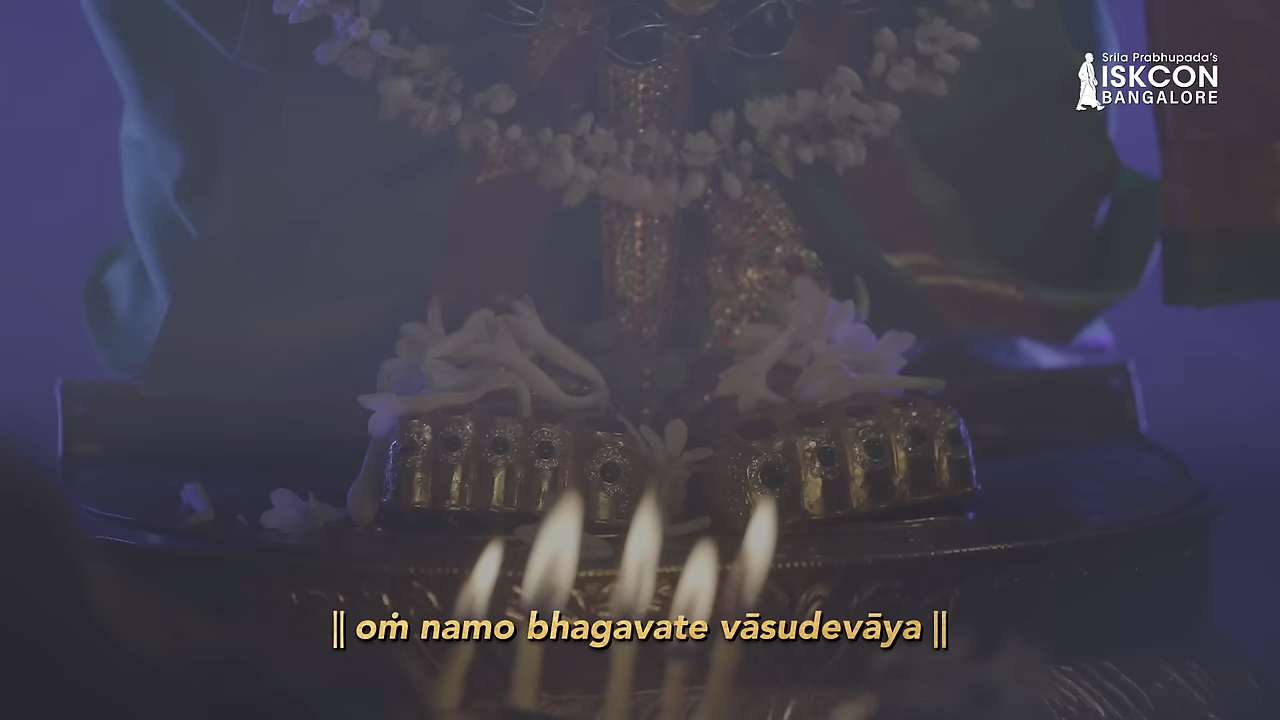 Srila Prabhupada's
ISKCON
BANGALORE
|| oṁ namo bhagavate vāsudevāya ||